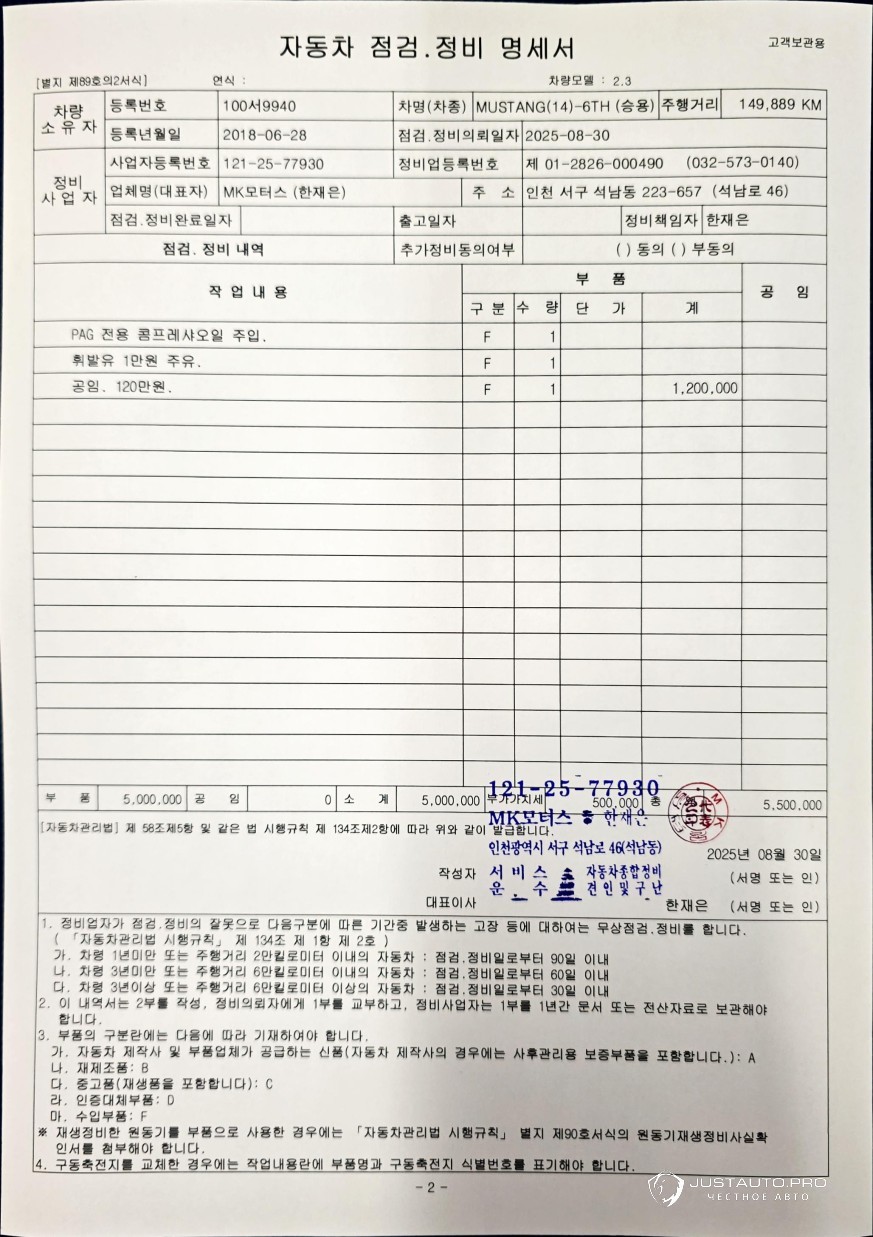 자동차 점검.정비 명세서
고객보관용
[별지 제89호의2서식] 연식 : 차량모델 : 2.3
차량 소유자
등록번호 100서9940 차명(차종) MUSTANG(14)-6TH (승용) 주행거리 149,889 KM
등록년월일 2018-06-28 점검.정비의뢰일자 2025-08-30
정비 사업자
사업자등록번호 121-25-77930 정비업등록번호 제 01-2826-000490 (032-573-0140)
업체명(대표자) MK모터스 (한재은) 주 소 인천 서구 석남동 223-657 (석남로 46)
점검.정비완료일자 출고일자 정비책임자 한재은
점검. 정비 내역 추가정비동의여부 ( ) 동의 ( ) 부동의
작 업 내 용 부 품 공 임
구 분 수 량 단 가 계
PAG 전용 콤프레샤오일 주입. F 1
휘발유 1만원 주유. F 1
공임. 120만원. F 1 1,200,000
부 품 5,000,000 공 임 0 소 계 5,000,000 부가가치세 500,000 총 5,500,000
121-25-77930
MK모터스 한재은
인천광역시 서구 석남로 46(석남동)
서 비 스 자동차종합정비
운 수 견 인 및 구 난
[자동차관리법] 제 58조제5항 및 같은 법 시행규칙 제 134조제2항에 따라 위와 같이 발급합니다.
2025년 08월 30일
작성자 (서명 또는 인)
대표이사 한재은 (서명 또는 인)
1. 정비업자가 점검.정비의 잘못으로 다음구분에 따른 기간중 발생하는 고장 등에 대하여는 무상점검.정비를 합니다.
( 「자동차관리법 시행규칙」 제 134조 제 1항 제 2호 )
가. 차령 1년미만 또는 주행거리 2만킬로미터 이내의 자동차 : 점검.정비일로부터 90일 이내
나. 차령 3년미만 또는 주행거리 6만킬로미터 이내의 자동차 : 점검.정비일로부터 60일 이내
다. 차령 3년이상 또는 주행거리 6만킬로미터 이상의 자동차 : 점검.정비일로부터 30일 이내
2. 이 내역서는 2부를 작성, 정비의뢰자에게 1부를 교부하고, 정비사업자는 1부를 1년간 문서 또는 전산자료로 보관해야
합니다.
3. 부품의 구분란에는 다음에 따라 기재하여야 합니다.
가. 자동차 제작사 및 부품업체가 공급하는 신품(자동차 제작사의 경우에는 사후관리용 보증부품을 포함합니다.): A
나. 재제조품: B
다. 중고품(재생품을 포함합니다): C
라. 인증대체부품: D
마. 수입부품: F
※ 재생정비한 원동기를 부품으로 사용한 경우에는 「자동차관리법 시행규칙」 별지 제90호서식의 원동기재생정비사실확
인서를 첨부해야 합니다.
4. 구동축전지를 교체한 경우에는 작업내용란에 부품명과 구동축전지 식별번호를 표기해야 합니다.
- 2 -
JUSTAUTO.PRO
ЧЕСТНОЕ АВТО